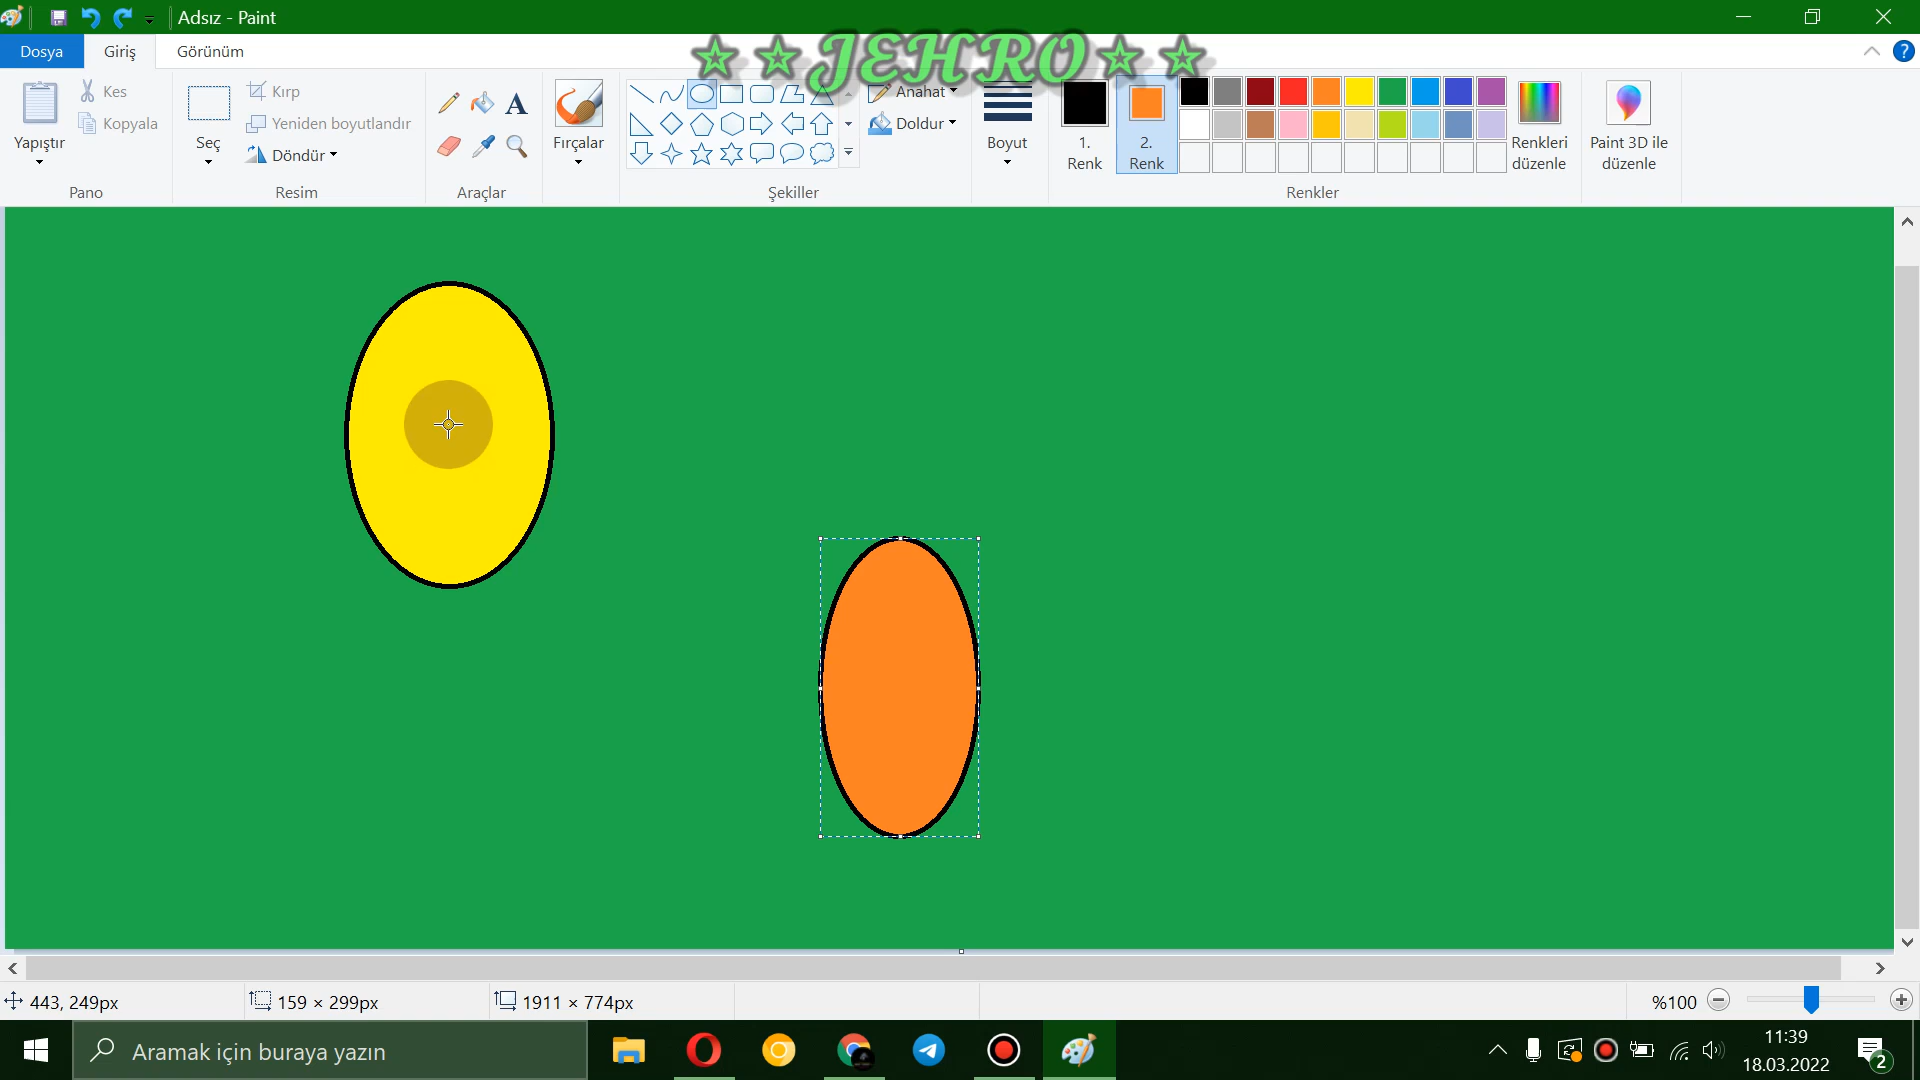 Adsız - Paint
☆ ☆ JEHRO ☆ ☆
Dosya
Giriş
Görünüm
?
Yapıştır
Kes
Kopyala
Pano
Seç
Kırp
Yeniden boyutlandır
Döndür
Resim
A
Araçlar
Fırçalar
Anahat
Doldur
Şekiller
Boyut
1.
Renk
2.
Renk
Renkleri
düzenle
Renkler
Paint 3D ile
düzenle
443, 249px
159 × 299px
1911 × 774px
%100
Aramak için buraya yazın
11:39
18.03.2022
2